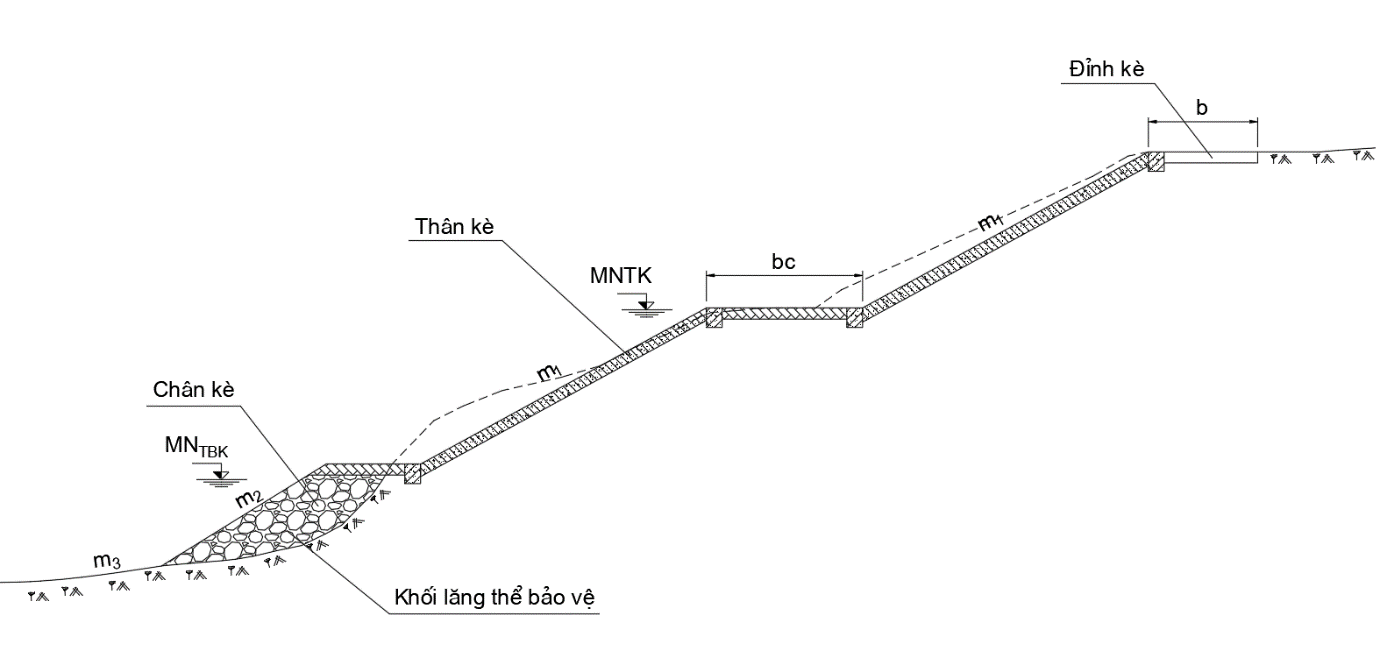 Đỉnh kè
b
m1
Thân kè
MNTK
bc
m1
Chân kè
MNTBK
m2
m3
Khối lăng thể bảo vệ